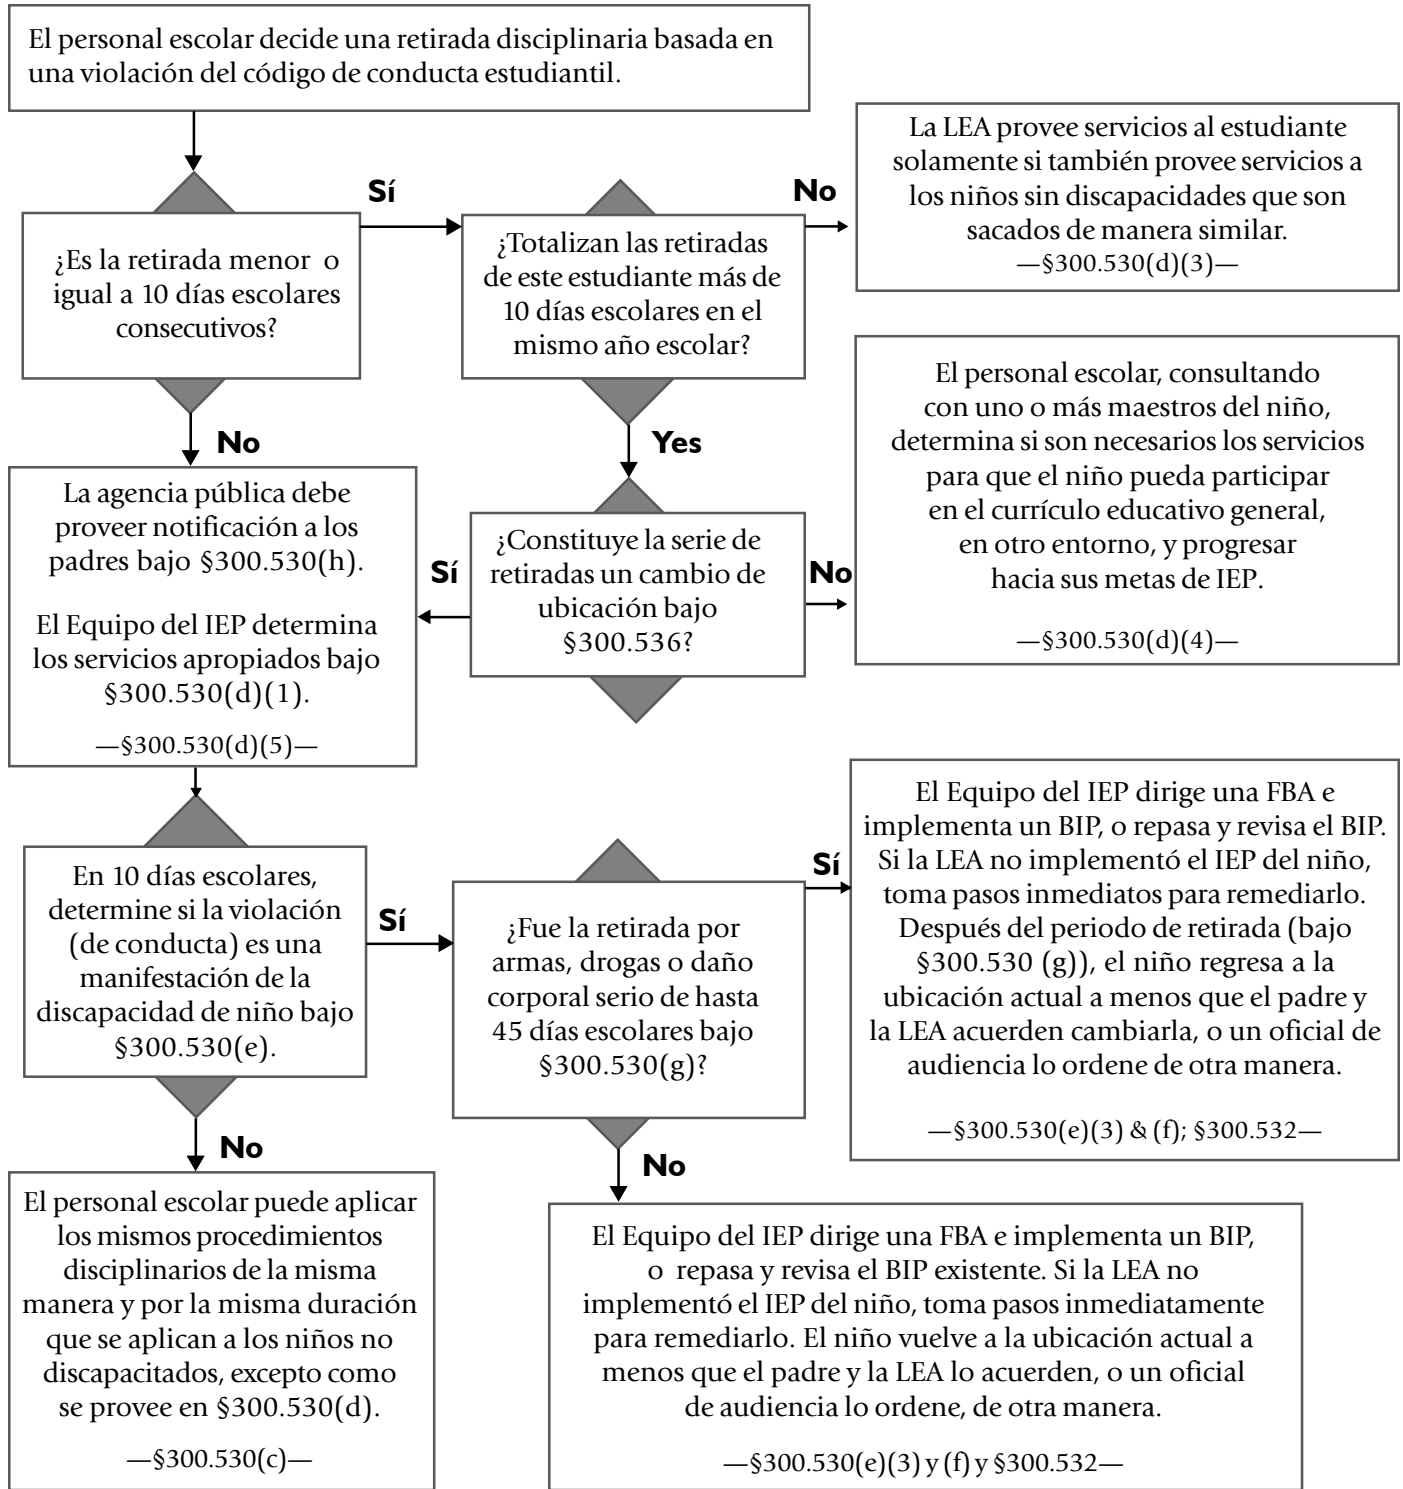 El personal escolar decide una retirada disciplinaria basada en
una violación del código de conducta estudiantil.
La LEA provee servicios al estudiante
solamente si también provee servicios a
los niños sin discapacidades que son
sacados de manera similar.
—§300.530(d)(3)—
Sí
No
¿Es la retirada menor o
igual a 10 días escolares
consecutivos?
¿Totalizan las retiradas
de este estudiante más de
10 días escolares en el
mismo año escolar?
El personal escolar, consultando
con uno o más maestros del niño,
determina si son necesarios los servicios
para que el niño pueda participar
en el currículo educativo general,
en otro entorno, y progresar
hacia sus metas de IEP.
—§300.530(d)(4)—
No
Yes
La agencia pública debe
proveer notificación a los
padres bajo §300.530(h).
El Equipo del IEP determina
los servicios apropiados bajo
§300.530(d)(1).
—§300.530(d)(5)—
Sí
¿Constituye la serie de
retiradas un cambio de
ubicación bajo
§300.536?
No
En 10 días escolares,
determine si la violación
(de conducta) es una
manifestación de la
discapacidad de niño bajo
§300.530(e).
Sí
¿Fue la retirada por
armas, drogas o daño
corporal serio de hasta
45 días escolares bajo
§300.530(g)?
Sí
El Equipo del IEP dirige una FBA e
implementa un BIP, o repasa y revisa el BIP.
Si la LEA no implementó el IEP del niño,
toma pasos inmediatos para remediarlo.
Después del periodo de retirada (bajo
§300.530 (g)), el niño regresa a la
ubicación actual a menos que el padre y
la LEA acuerden cambiarla, o un oficial de
audiencia lo ordene de otra manera.
—§300.530(e)(3) & (f); §300.532—
No
No
El personal escolar puede aplicar
los mismos procedimientos
disciplinarios de la misma
manera y por la misma duración
que se aplican a los niños no
discapacitados, excepto como
se provee en §300.530(d).
—§300.530(c)—
El Equipo del IEP dirige una FBA e implementa un BIP,
o repasa y revisa el BIP existente. Si la LEA no
implementó el IEP del niño, toma pasos inmediatamente
para remediarlo. El niño vuelve a la ubicación actual a
menos que el padre y la LEA lo acuerden, o un oficial
de audiencia lo ordene, de otra manera.
—§300.530(e)(3) y (f) y §300.532—